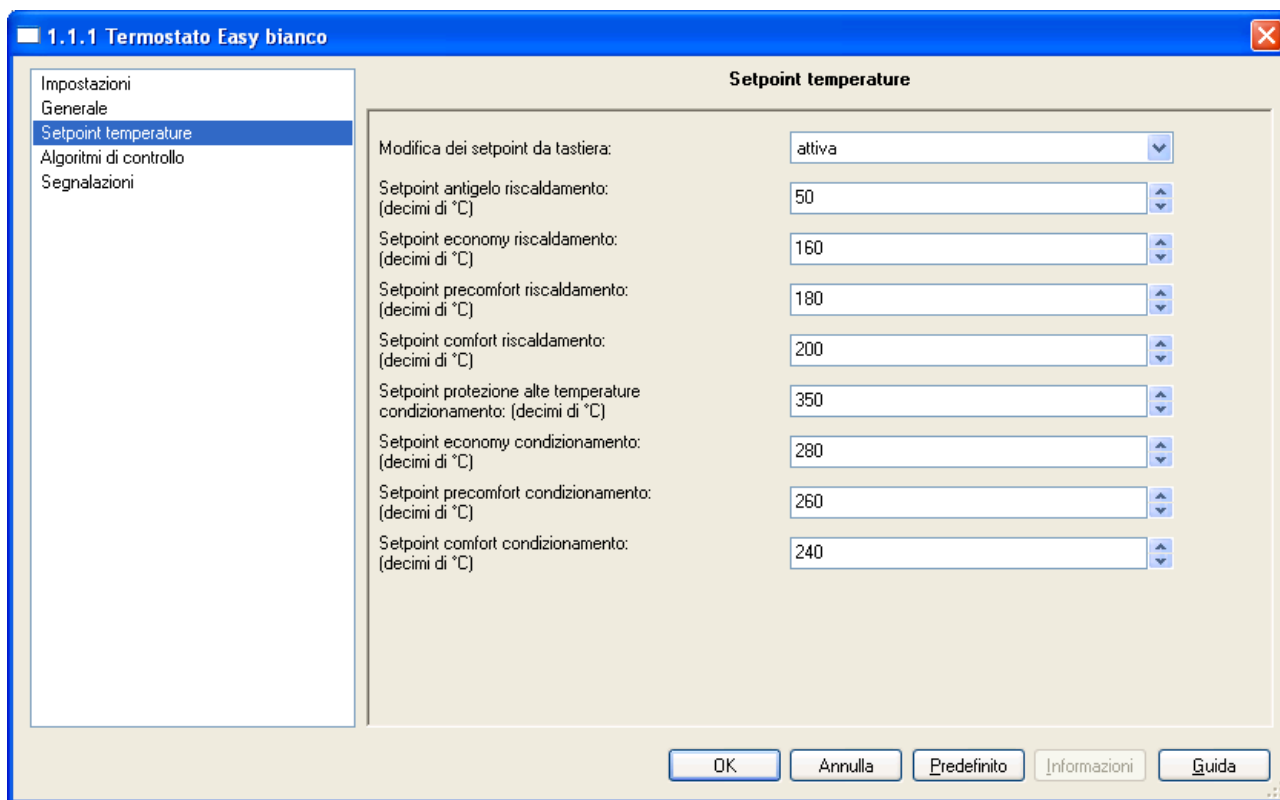 1.1.1 Termostato Easy bianco
Impostazioni
Generale
Setpoint temperature
Algoritmi di controllo
Segnalazioni
Setpoint temperature
Modifica dei setpoint da tastiera:
attiva
Setpoint antigelo riscaldamento:
(decimi di °C)
50
Setpoint economy riscaldamento:
(decimi di °C)
160
Setpoint precomfort riscaldamento:
(decimi di °C)
180
Setpoint comfort riscaldamento:
(decimi di °C)
200
Setpoint protezione alte temperature
condizionamento: (decimi di °C)
350
Setpoint economy condizionamento:
(decimi di °C)
280
Setpoint precomfort condizionamento:
(decimi di °C)
260
Setpoint comfort condizionamento:
(decimi di °C)
240
OK
Annulla
Predefinito
Informazioni
Guida